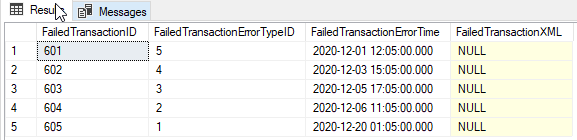 Results Messages
FailedTransactionID FailedTransactionErrorTypeID FailedTransactionErrorTime FailedTransactionXML
1 601 5 2020-12-01 12:05:00.000 NULL
2 602 4 2020-12-03 15:05:00.000 NULL
3 603 3 2020-12-05 17:05:00.000 NULL
4 604 2 2020-12-06 11:05:00.000 NULL
5 605 1 2020-12-20 01:05:00.000 NULL